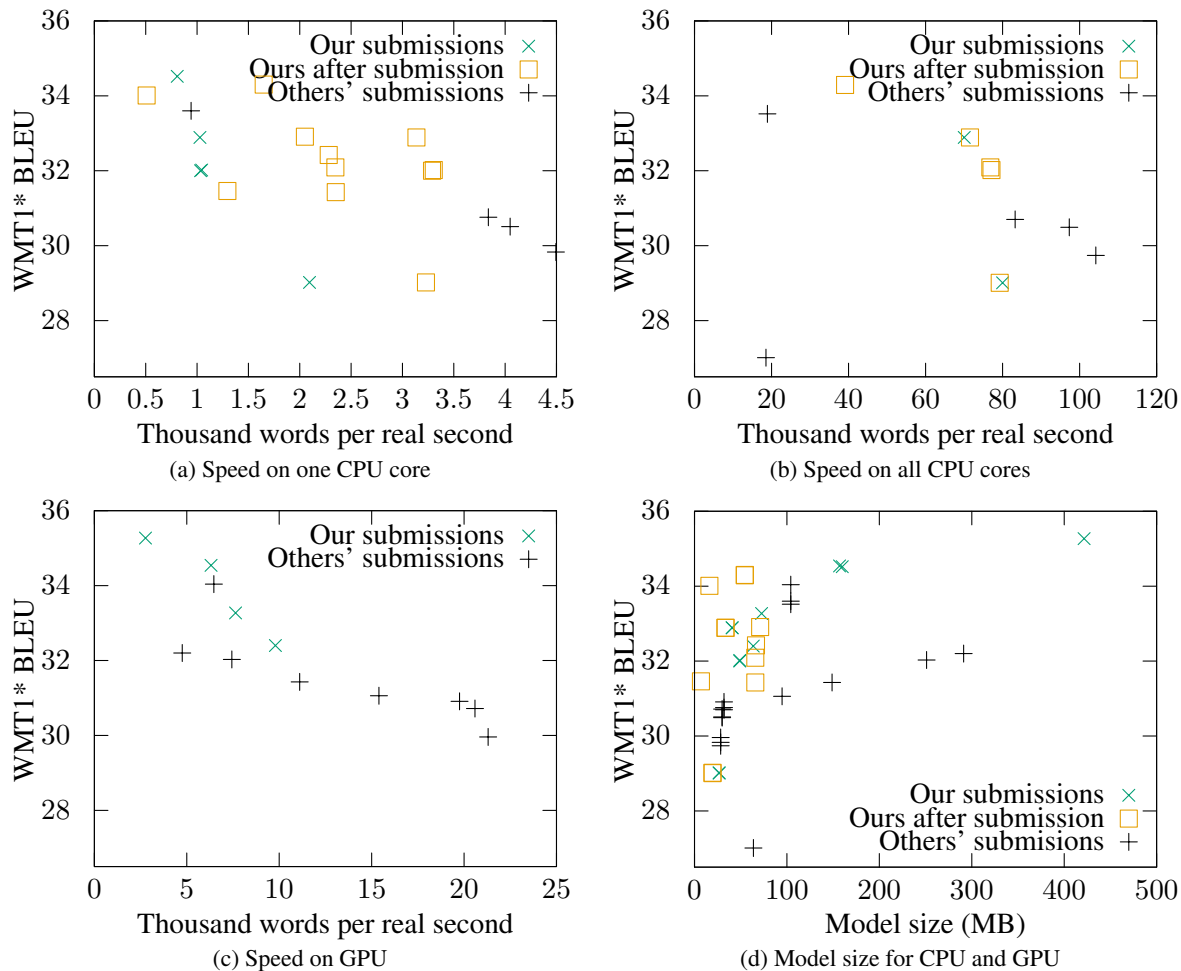 36
34
32
30
28
WMT1* BLEU
Our submissions
Ours after submission
Others' submissions
0 0.5 1 1.5 2 2.5 3 3.5 4 4.5
Thousand words per real second
(a) Speed on one CPU core
36
34
32
30
28
WMT1* BLEU
Our submissions
Ours after submission
Others' submissions
0 20 40 60 80 100 120
Thousand words per real second
(b) Speed on all CPU cores
36
34
32
30
28
WMT1* BLEU
Our submissions
Others' submissions
0 5 10 15 20 25
Thousand words per real second
(c) Speed on GPU
36
34
32
30
28
WMT1* BLEU
Our submissions
Ours after submission
Others' submissions
0 100 200 300 400 500
Model size (MB)
(d) Model size for CPU and GPU